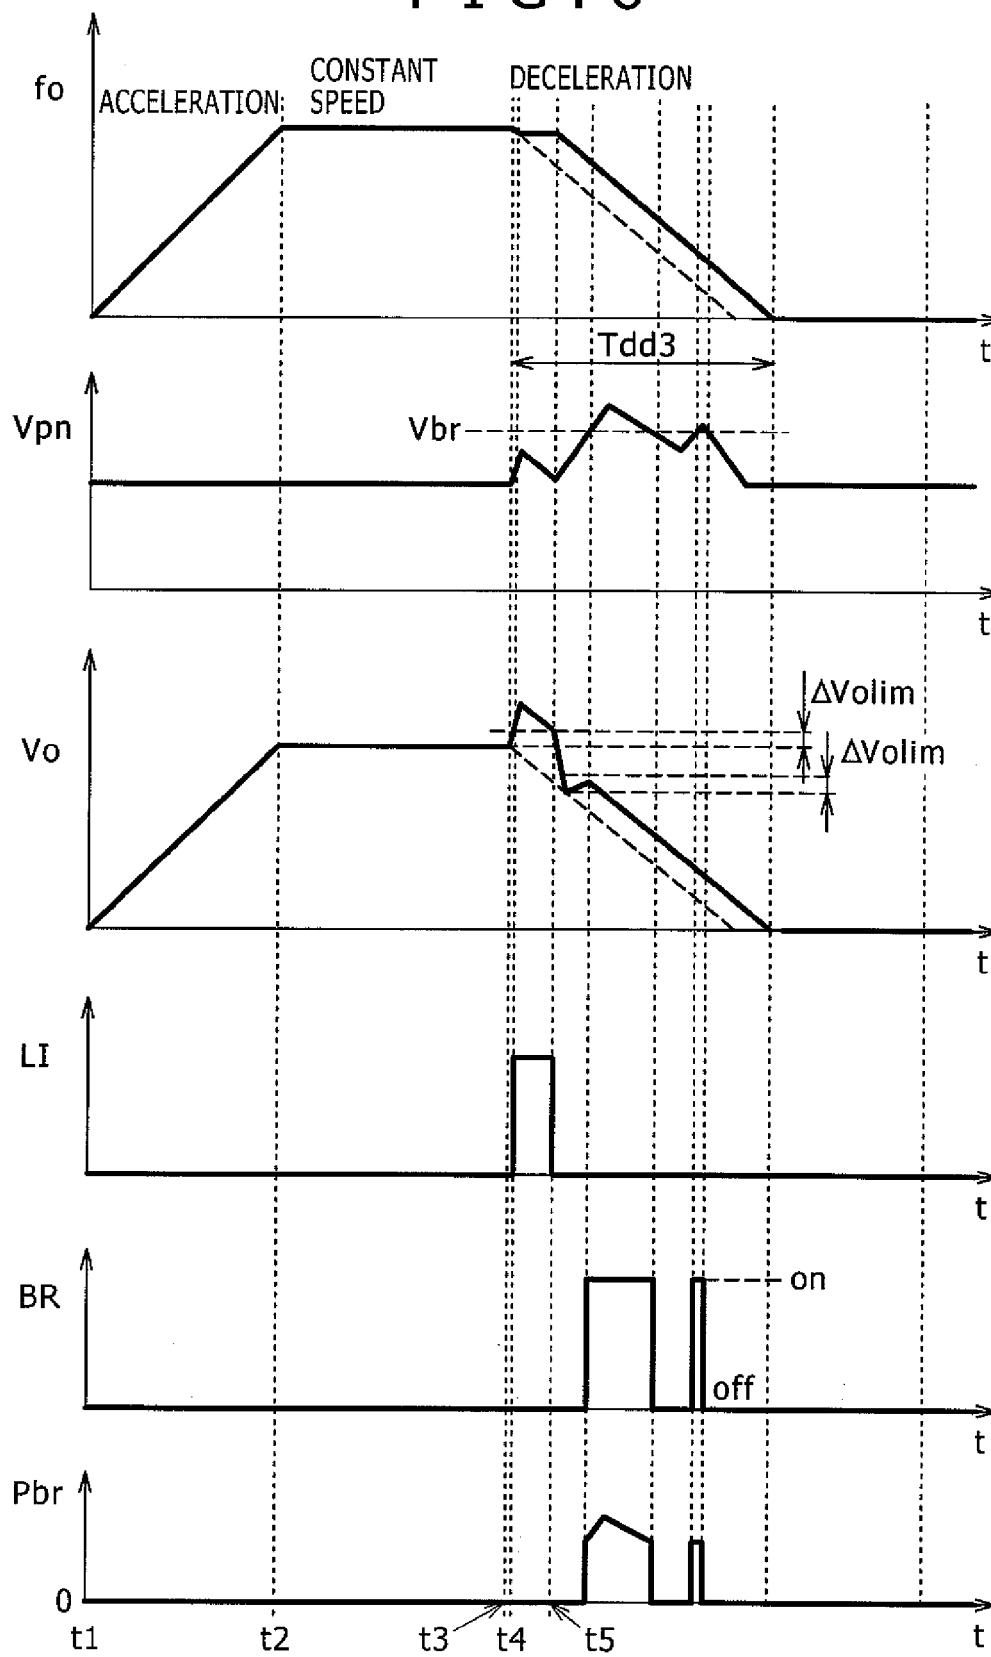 fo
ACCELERATION
CONSTANT
SPEED
DECELERATION
t
Tdd3
Vpn
Vbr
t
Vo
ΔVolim
ΔVolim
t
LI
t
BR
on
off
t
Pbr
0
t1
t2
t3
t4
t5
t